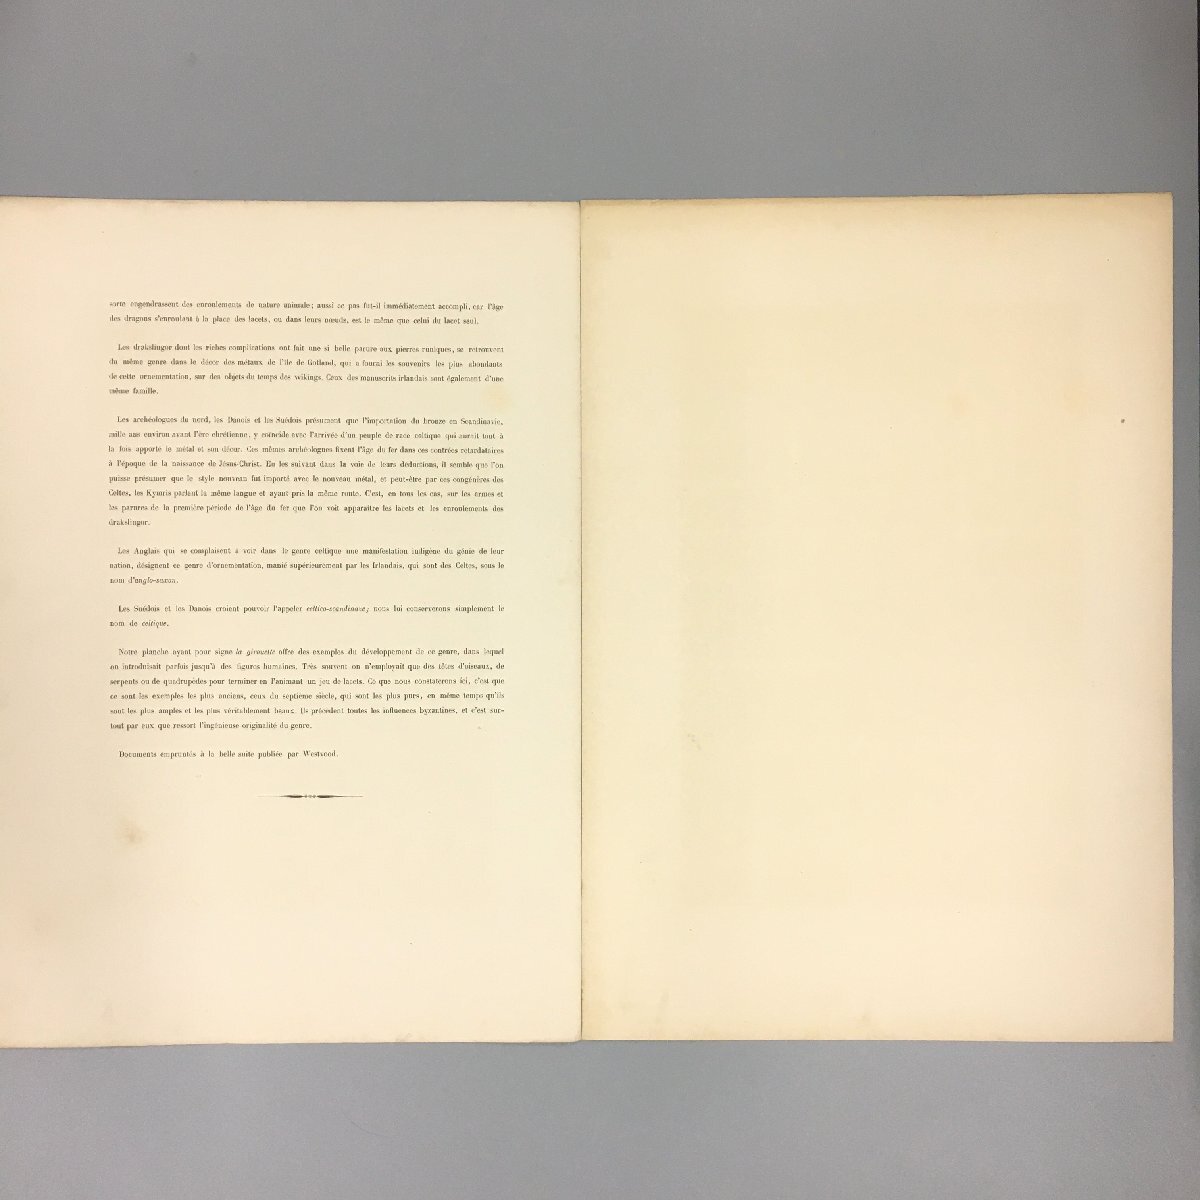 sorte engendrassent des enroulements de nature animale; aussi ce pas fut-il immédiatement accompli, car l'âge
des dragons s'enroulant à la place des lacets, ou dans leurs nœuds, est le même que celui du lacet seul.
Les drakslingor dont les riches complications ont fait une si belle parure aux pierres runiques, se retrouvent
du même genre dans le décor des métaux de l'île de Gotland, qui a fourni les souvenirs les plus abondants
de cette ornementation, sur des objets du temps des wikings. Ceux des manuscrits irlandais sont également d'une
même famille.
Les archéologues du nord, les Danois et les Suédois présument que l'importation du bronze en Scandinavie,
mille ans environ avant l'ère chrétienne, y coïncide avec l'arrivée d'un peuple de race celtique qui aurait tout à
la fois apporté le métal et son décor. Ces mêmes archéologues fixent l'âge du fer dans ces contrées retardataires
à l'époque de la naissance de Jésus-Christ. En les suivant dans la voie de leurs déductions, il semble que l'on
puisse présumer que le style nouveau fut importé avec le nouveau métal, et peut-être par ces congénères des
Celtes, les Kymris parlant la même langue et ayant pris la même route. C'est, en tous les cas, sur les armes et
les parures de la première période de l'âge du fer que l'on voit apparaître les lacets et les enroulements des
drakslingor.
Les Anglais qui se complaisent à voir dans le genre celtique une manifestation indigène du génie de leur
nation, désignent ce genre d'ornementation, manié supérieurement par les Irlandais, qui sont des Celtes, sous le
nom d'anglo-saxon.
Les Suédois et les Danois croient pouvoir l'appeler celtico-scandinave; nous lui conserverons simplement le
nom de celtique.
Notre planche ayant pour signe la girouette offre des exemples du développement de ce genre, dans lequel
on introduisait parfois jusqu'à des figures humaines. Très souvent on n'employait que des têtes d'oiseaux, de
serpents ou de quadrupèdes pour terminer en l'animant un jeu de lacets. Ce que nous constaterons ici, c'est que
ce sont les exemples les plus anciens, ceux du septième siècle, qui sont les plus purs, en même temps qu'ils
sont les plus amples et les plus véritablement beaux. Ils précèdent toutes les influences byzantines, et c'est sur-
tout par eux que ressort l'ingénieuse originalité du genre.
Documents empruntés à la belle suite publiée par Westvood.